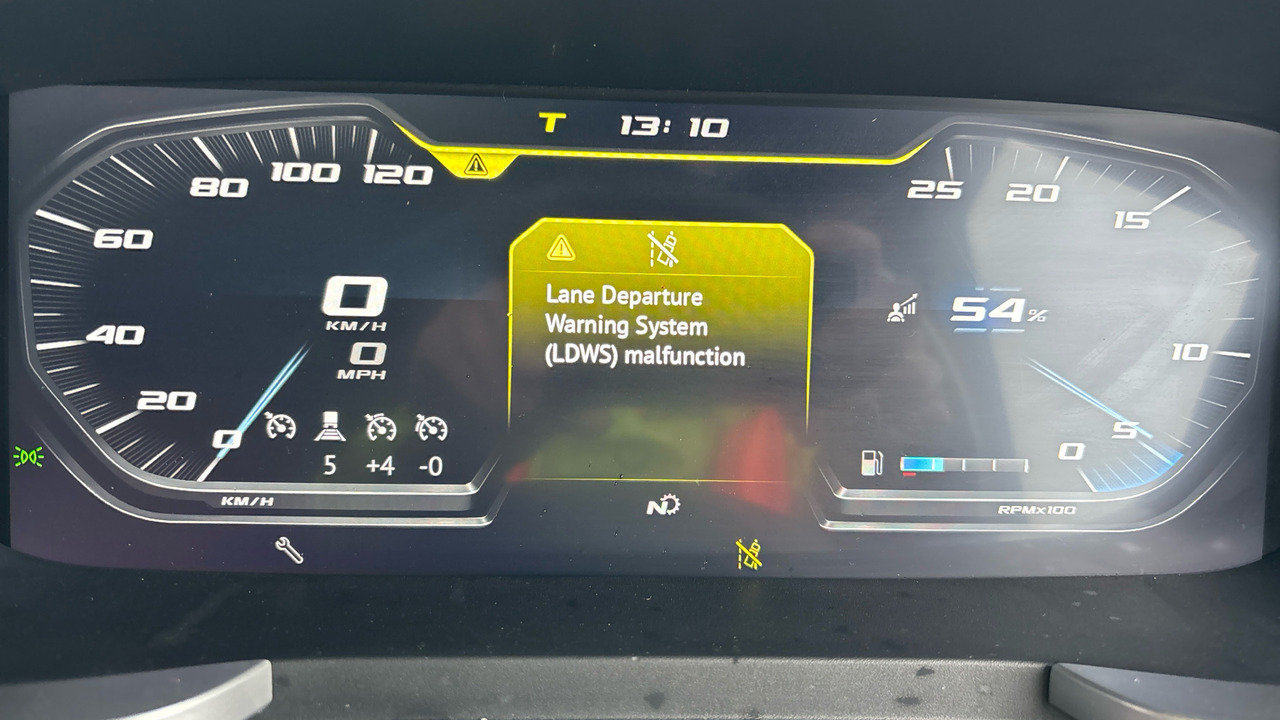 T 13:10
80 100 120
60
40
20
0
0
KM/H
0
MPH
5 +4 -0
KM/H
Lane Departure
Warning System
(LDWS) malfunction
N
25 20
15
10
5
0
54%
RPMx100